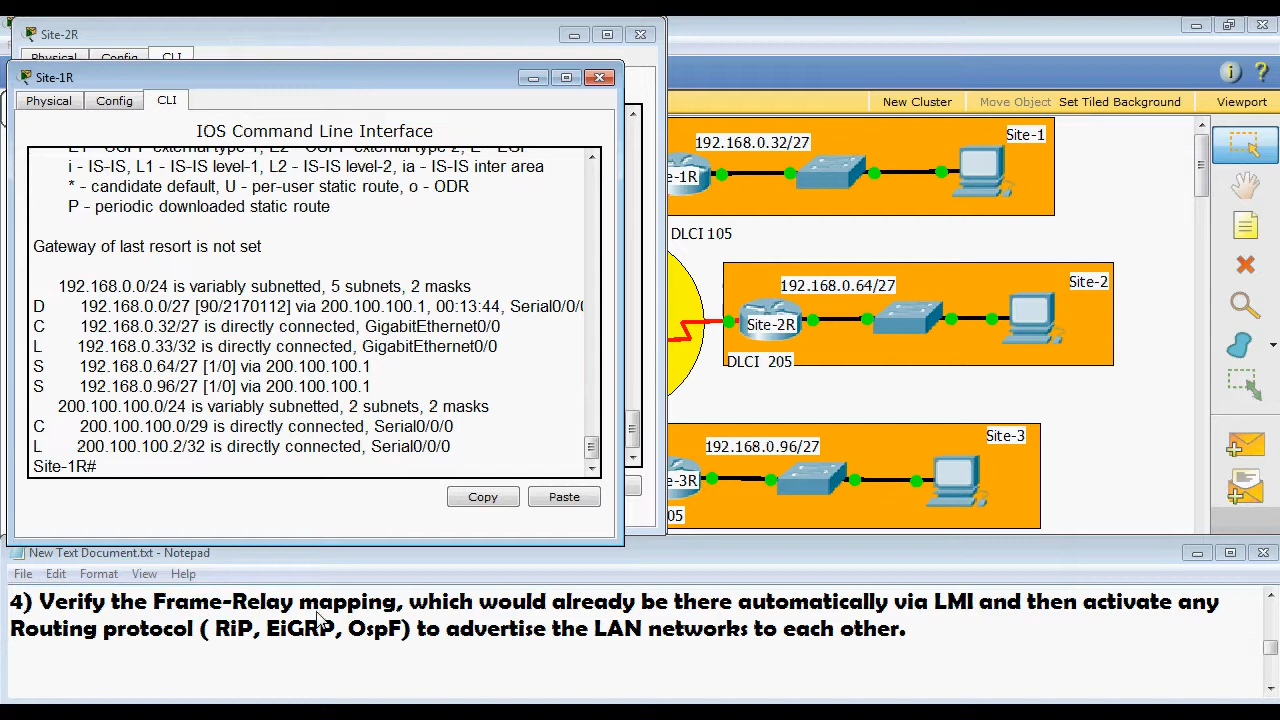 Site-2R
Physical Config CLI
Site-1R
Physical Config CLI
IOS Command Line Interface
i - IS-IS, L1 - IS-IS level-1, L2 - IS-IS level-2, ia - IS-IS inter area
* - candidate default, U - per-user static route, o - ODR
P - periodic downloaded static route
Gateway of last resort is not set
192.168.0.0/24 is variably subnetted, 5 subnets, 2 masks
D 192.168.0.0/27 [90/2170112] via 200.100.100.1, 00:13:44, Serial0/0/0
C 192.168.0.32/27 is directly connected, GigabitEthernet0/0
L 192.168.0.33/32 is directly connected, GigabitEthernet0/0
S 192.168.0.64/27 [1/0] via 200.100.100.1
S 192.168.0.96/27 [1/0] via 200.100.100.1
200.100.100.0/24 is variably subnetted, 2 subnets, 2 masks
C 200.100.100.0/29 is directly connected, Serial0/0/0
L 200.100.100.2/32 is directly connected, Serial0/0/0
Site-1R#
Copy Paste
New Cluster Move Object Set Tiled Background Viewport
192.168.0.32/27
Site-1
e-1R
DLCI 105
192.168.0.64/27
Site-2
Site-2R
DLCI 205
192.168.0.96/27
Site-3
e-3R
05
New Text Document.txt - Notepad
File Edit Format View Help
4) Verify the Frame-Relay mapping, which would already be there automatically via LMI and then activate any
Routing protocol ( RiP, EiGRP, OspF) to advertise the LAN networks to each other.